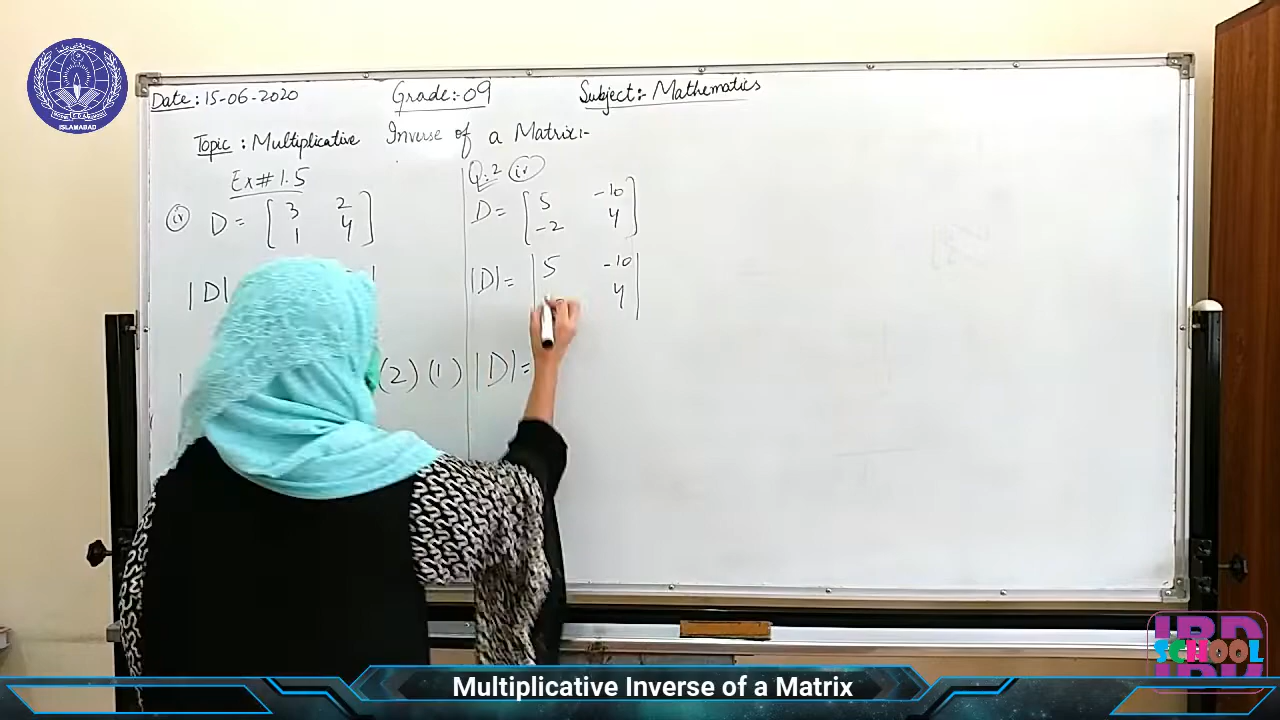 Date: 15-06-2020 Grade:- 09 Subject:- Mathematics
Topic : Multiplicative Inverse of a Matrix:-
Ex# 1.5
iv D = [ 3 2
1 4 ]
|D|
(2) (1)
Q:2 iv
D = [ 5 -10
-2 4 ]
|D| = | 5 -10
4 |
|D| =
ISLAMABAD
IBD
SCHOOL
Multiplicative Inverse of a Matrix